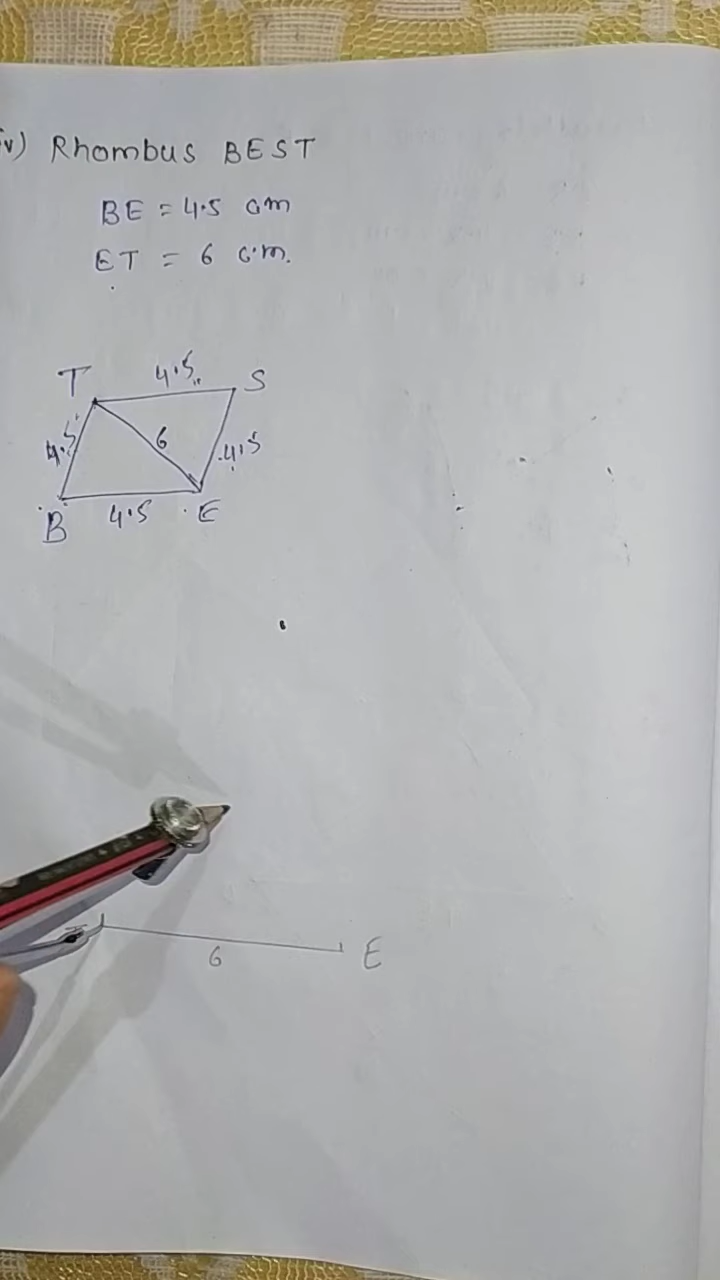 iv) Rhombus BEST
BE = 4.5 cm
ET = 6 cm.
T 4.5 S
4.5 6 4.5
B 4.5 E
6 E